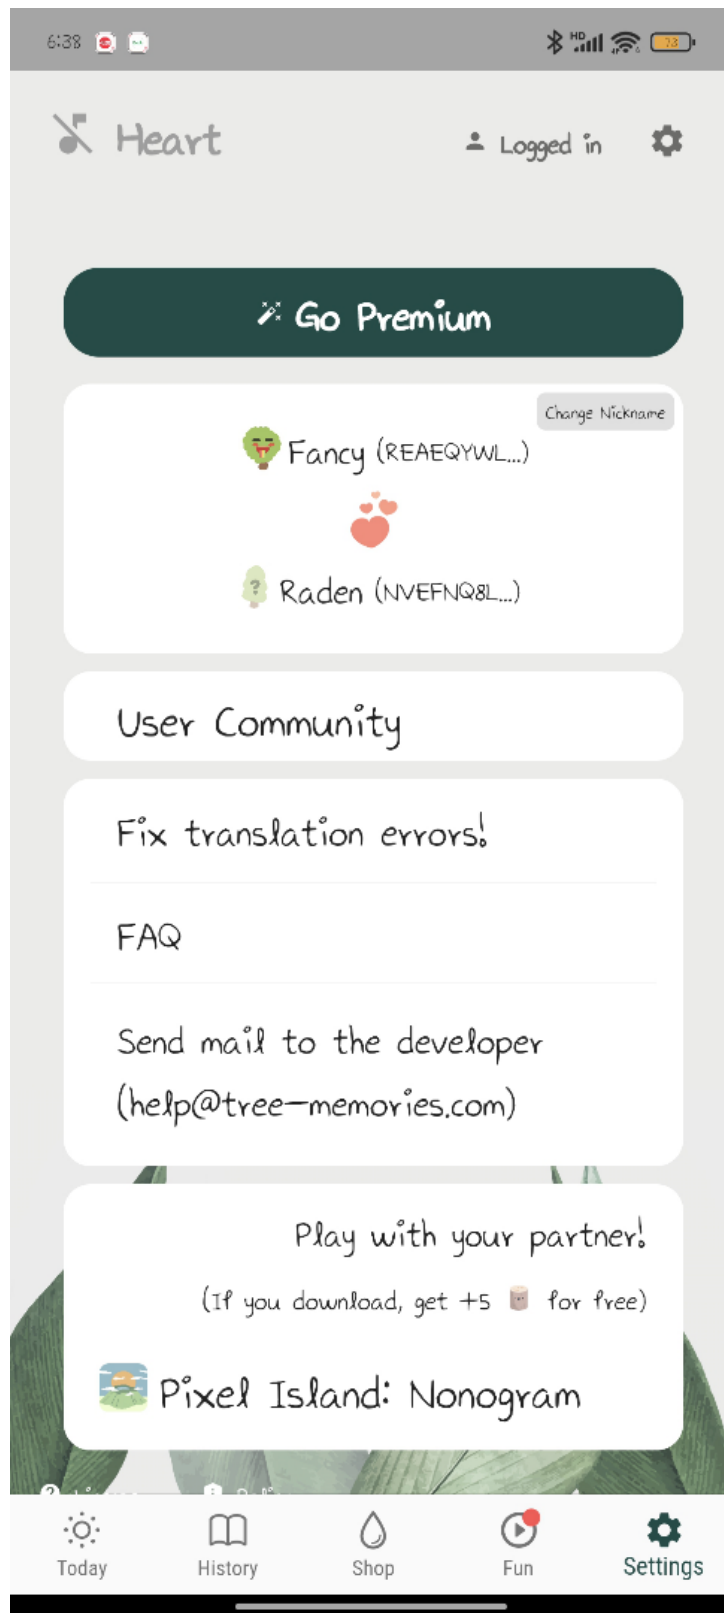 6:38
HD
73
Heart
Logged in
Go Premium
Change Nickname
Fancy (REAEQYWL...)
?
Raden (NVEFNQ8L...)
User Community
Fix translation errors!
FAQ
Send mail to the developer
(help@tree-memories.com)
Play with your partner!
(If you download, get +5 for free)
Pixel Island: Nonogram
Today
History
Shop
Fun
Settings